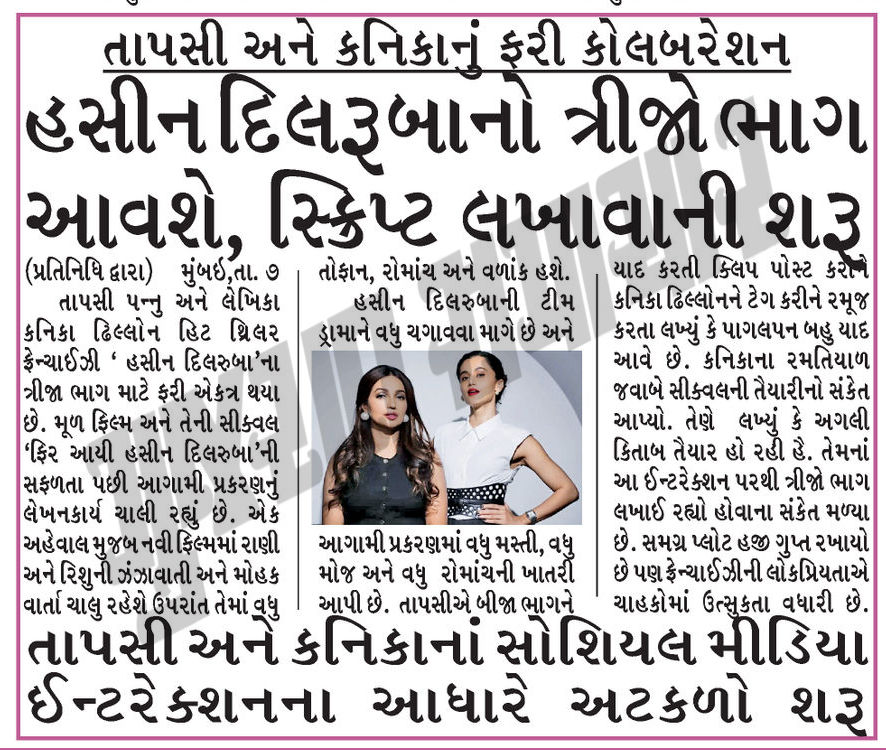 તાપસી અને કનિકાનું ફરી કોલબરેશન
હસીન દિલરૂબાનો ત્રીજો ભાગ
આવશે, સ્ક્રિપ્ટ લખાવાની શરૂ
(પ્રતિનિધિ દ્વારા) મુંબઇ,તા. ૭
તાપસી પન્નુ અને લેખિકા
કનિકા ઢિલ્લોન હિટ થ્રિલર
ફ્રેન્ચાઈઝી ' હસીન દિલરુબા'ના
ત્રીજા ભાગ માટે ફરી એકત્ર થયા
છે. મૂળ ફિલ્મ અને તેની સીક્વલ
'ફિર આયી હસીન દિલરુબા'ની
સફળતા પછી આગામી પ્રકરણનું
લેખનકાર્ય ચાલી રહ્યું છે. એક
અહેવાલ મુજબ નવી ફિલ્મમાં રાણી
અને રિશુની ઝંઝાવાતી અને મોહક
વાર્તા ચાલુ રહેશે ઉપરાંત તેમાં વધુ
તોફાન, રોમાંચ અને વળાંક હશે.
હસીન દિલરુબાની ટીમ
ડ્રામાને વધુ ચગાવવા માગે છે અને
આગામી પ્રકરણમાં વધુ મસ્તી, વધુ
મોજ અને વધુ રોમાંચની ખાતરી
આપી છે. તાપસીએ બીજા ભાગને
યાદ કરતી ક્લિપ પોસ્ટ કરીને
કનિકા ઢિલ્લોનને ટેગ કરીને રમૂજ
કરતા લખ્યું કે પાગલપન બહુ યાદ
આવે છે. કનિકાના રમતિયાળ
જવાબે સીક્વલની તૈયારીનો સંકેત
આપ્યો. તેણે લખ્યું કે અગલી
કિતાબ તૈયાર હો રહી હૈ. તેમનાં
આ ઈન્ટરેક્શન પરથી ત્રીજો ભાગ
લખાઈ રહ્યો હોવાના સંકેત મળ્યા
છે. સમગ્ર પ્લોટ હજી ગુપ્ત રખાયો
છે પણ ફ્રેન્ચાઈઝીની લોકપ્રિયતાએ
ચાહકોમાં ઉત્સુકતા વધારી છે.
તાપસી અને કનિકાનાં સોશિયલ મીડિયા
ઈન્ટરેક્શનના આધારે અટકળો શરૂ